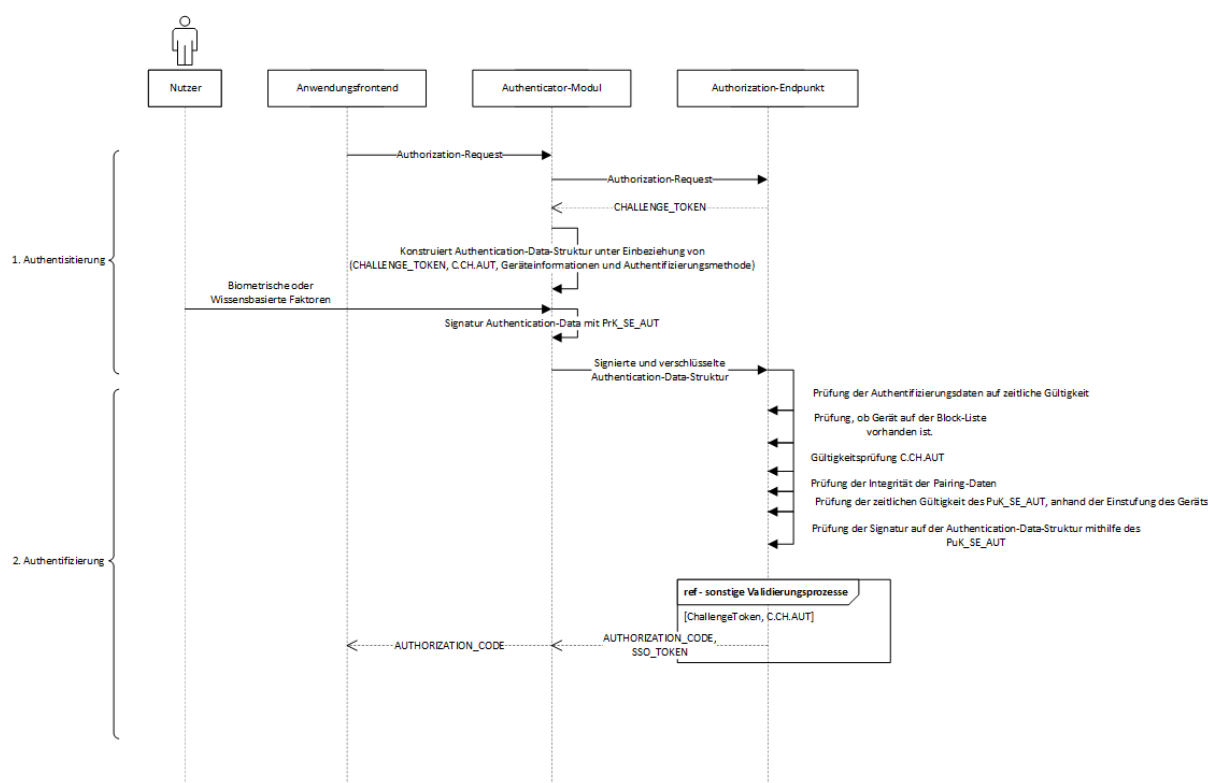 Nutzer
Anwendungsfrontend
Authenticator-Modul
Authorization-Endpunkt
Authorization-Request
Authorization-Request
CHALLENGE_TOKEN
1. Authentisitierung
Konstruiert Authentication-Data-Struktur unter Einbeziehung von
(CHALLENGE_TOKEN, C.CH.AUT, Geräteinformationen und Authentifizierungsmethode)
Biometrische oder
Wissensbasierte Faktoren
Signatur Authentication-Data mit PrK_SE_AUT
Signierte und verschlüsselte
Authentication-Data-Struktur
Prüfung der Authentifizierungsdaten auf zeitliche Gültigkeit
Prüfung, ob Gerät auf der Block-Liste
vorhanden ist.
Gültigkeitsprüfung C.CH.AUT
Prüfung der Integrität der Pairing-Daten
Prüfung der zeitlichen Gültigkeit des PuK_SE_AUT, anhand der Einstufung des Geräts
Prüfung der Signatur auf der Authentication-Data-Struktur mithilfe des
PuK_SE_AUT
2. Authentifizierung
ref - sonstige Validierungsprozesse
[ChallengeToken, C.CH.AUT]
AUTHORIZATION_CODE,
SSO_TOKEN
AUTHORIZATION_CODE